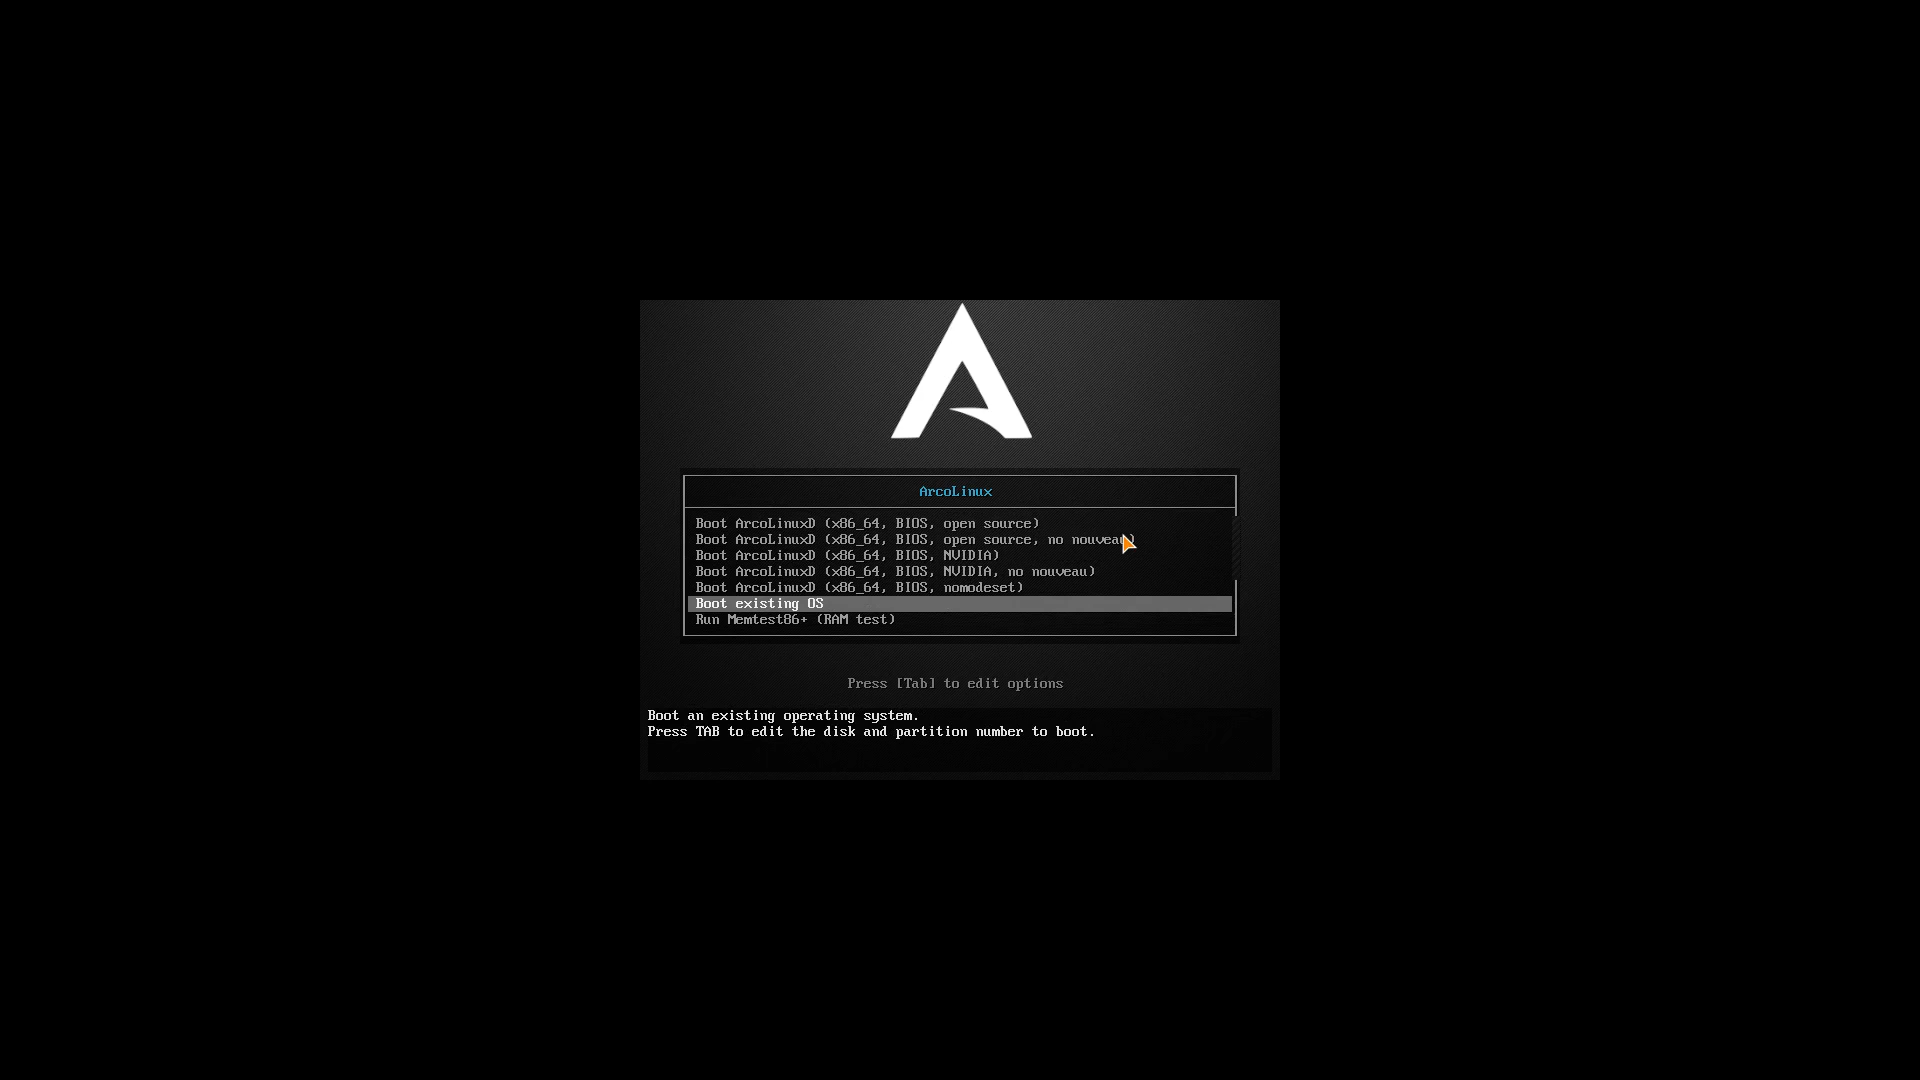 ArcoLinux
Boot ArcoLinuxD (x86_64, BIOS, open source)
Boot ArcoLinuxD (x86_64, BIOS, open source, no nouveau)
Boot ArcoLinuxD (x86_64, BIOS, NVIDIA)
Boot ArcoLinuxD (x86_64, BIOS, NVIDIA, no nouveau)
Boot ArcoLinuxD (x86_64, BIOS, nomodeset)
Boot existing OS
Run Memtest86+ (RAM test)
Press [Tab] to edit options
Boot an existing operating system.
Press TAB to edit the disk and partition number to boot.